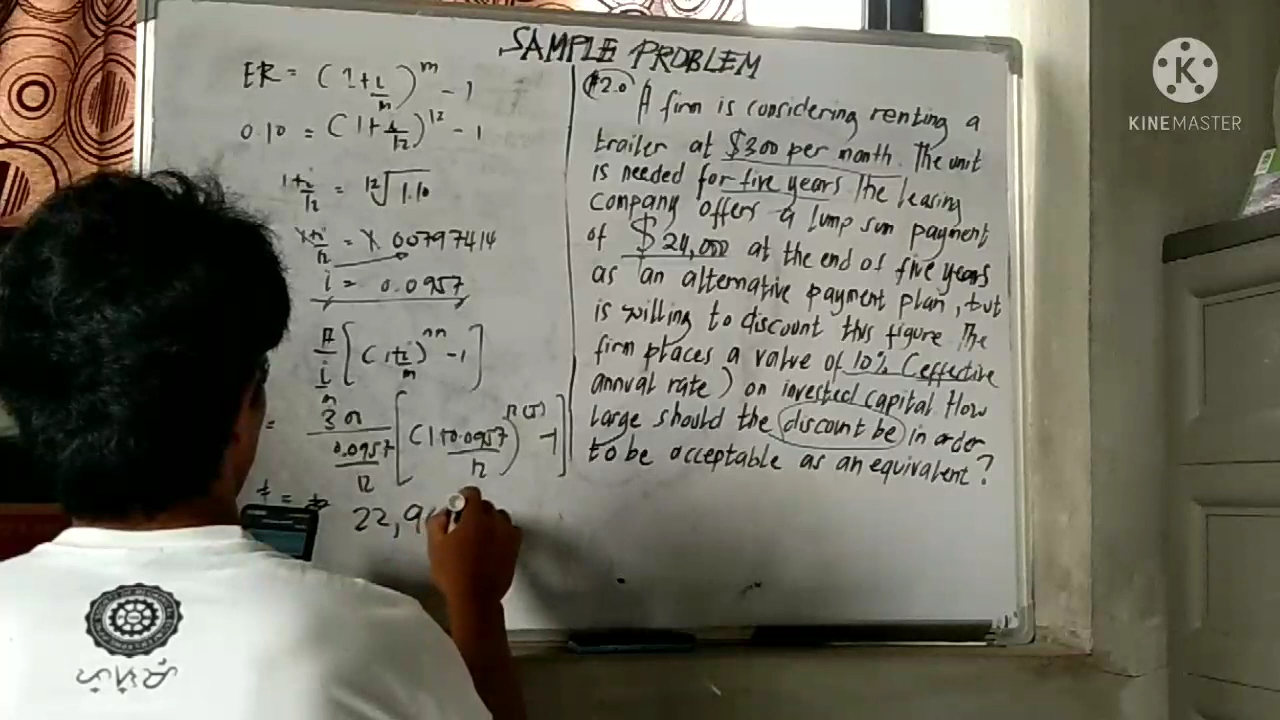 SAMPLE PROBLEM
ER = (1+i/m)^m - 1
0.10 = (1+i/12)^12 - 1
1+i/12 = 12√1.10
i/12 = .00797414
i = 0.0957
[(1+i/m)^mn - 1]
= 300/(0.0957/12) [(1+0.0957/12)^12(5) - 1]
22,9
#2.0
A firm is considering renting a
trailer at $300 per month. The unit
is needed for five years The leasing
company offers a lump sum payment
of $24,000 at the end of five years
as an alternative payment plan, but
is willing to discount this figure The
firm places a value of 10% (effective
annual rate) on invested capital How
large should the discount be in order
to be acceptable as an equivalent?
K
KINEMASTER